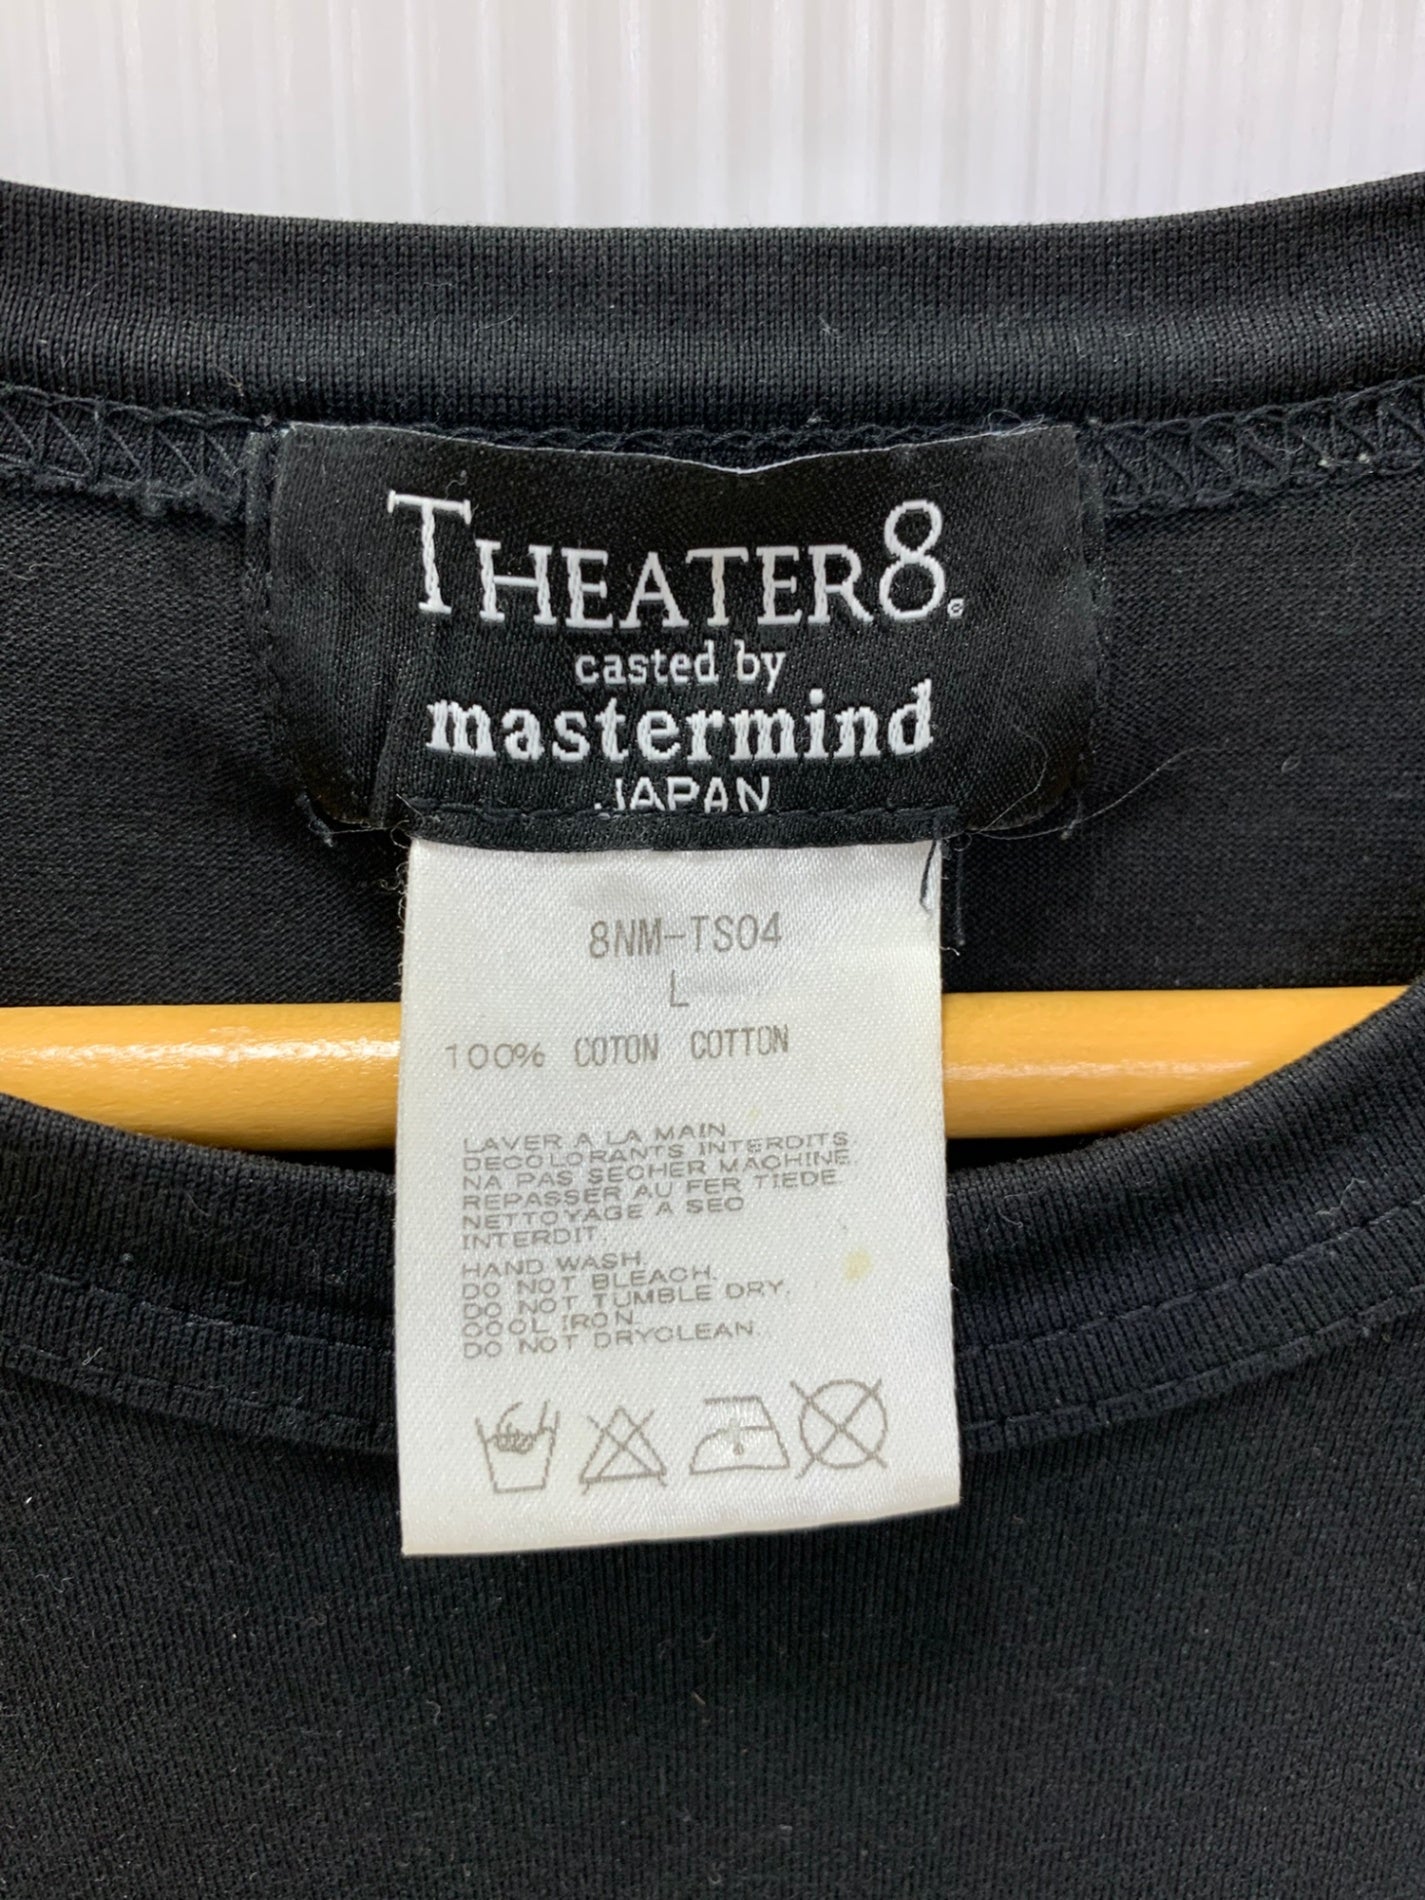 THEATER8.
casted by
mastermind
JAPAN
8NM-TS04
L
100% COTON COTTON
LAVER A LA MAIN
DECOLORANTS INTERDITS
NA PAS SECHER MACHINE.
REPASSER AU FER TIEDE.
NETTOYAGE A SEO
INTERDIT.
HAND WASH.
DO NOT BLEACH.
DO NOT TUMBLE DRY.
COOL IRON
DO NOT DRYCLEAN.